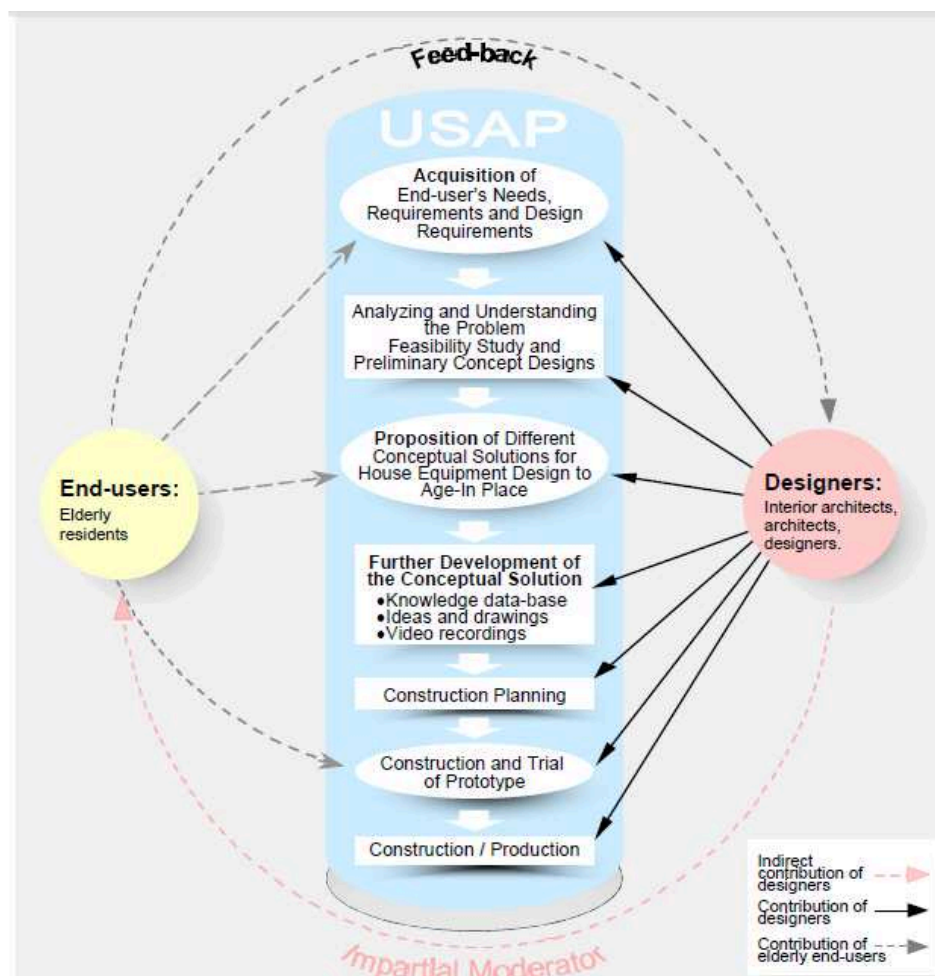 Feed-back
USAP
Acquisition of
End-user's Needs,
Requirements and Design
Requirements
Analyzing and Understanding
the Problem
Feasibility Study and
Preliminary Concept Designs
Proposition of Different
Conceptual Solutions for
House Equipment Design to
Age-In Place
End-users:
Elderly
residents
Designers:
Interior architects,
architects,
designers.
Further Development of
the Conceptual Solution
●Knowledge data-base
●Ideas and drawings
●Video recordings
Construction Planning
Construction and Trial
of Prototype
Construction / Production
Impartial Moderator
Indirect
contribution of
designers
Contribution of
designers
Contribution of
elderly end-users